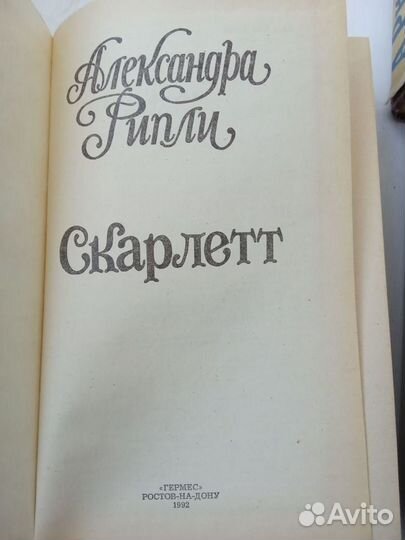 Александра
Рипли
Скарлетт
«ГЕРМЕС»
РОСТОВ-НА-ДОНУ
1992
Avito